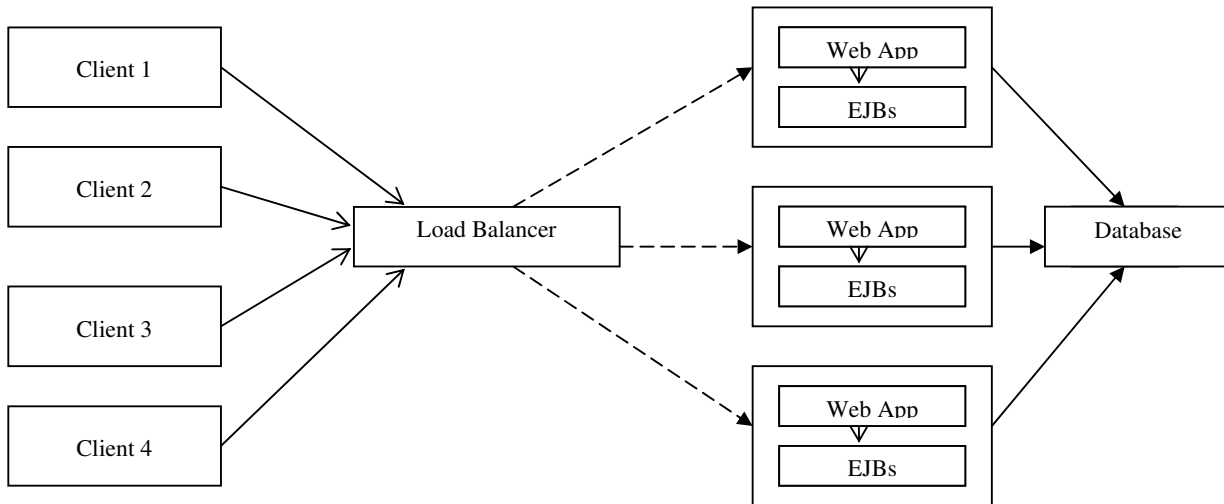 Client 1
Client 2
Client 3
Client 4
Load Balancer
Web App
EJBs
Web App
EJBs
Web App
EJBs
Database